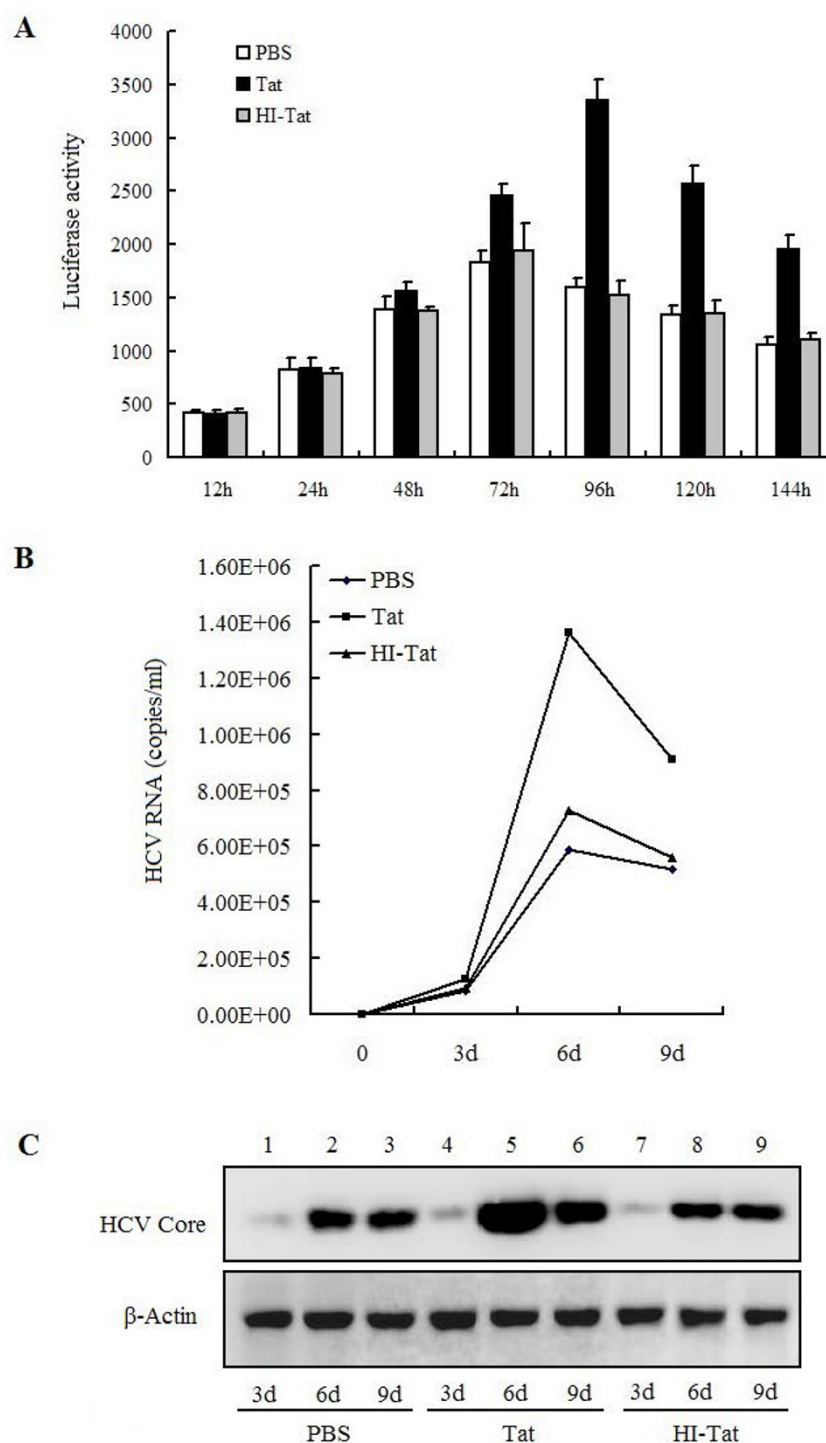 A
4000
3500
3000
2500
2000
1500
1000
500
0
Luciferase activity
PBS
Tat
HI-Tat
12h 24h 48h 72h 96h 120h 144h
B
1.60E+06
1.40E+06
1.20E+06
1.00E+06
8.00E+05
6.00E+05
4.00E+05
2.00E+05
0.00E+00
HCV RNA (copies/ml)
PBS
Tat
HI-Tat
0 3d 6d 9d
C
1 2 3 4 5 6 7 8 9
HCV Core
β-Actin
3d 6d 9d 3d 6d 9d 3d 6d 9d
PBS Tat HI-Tat